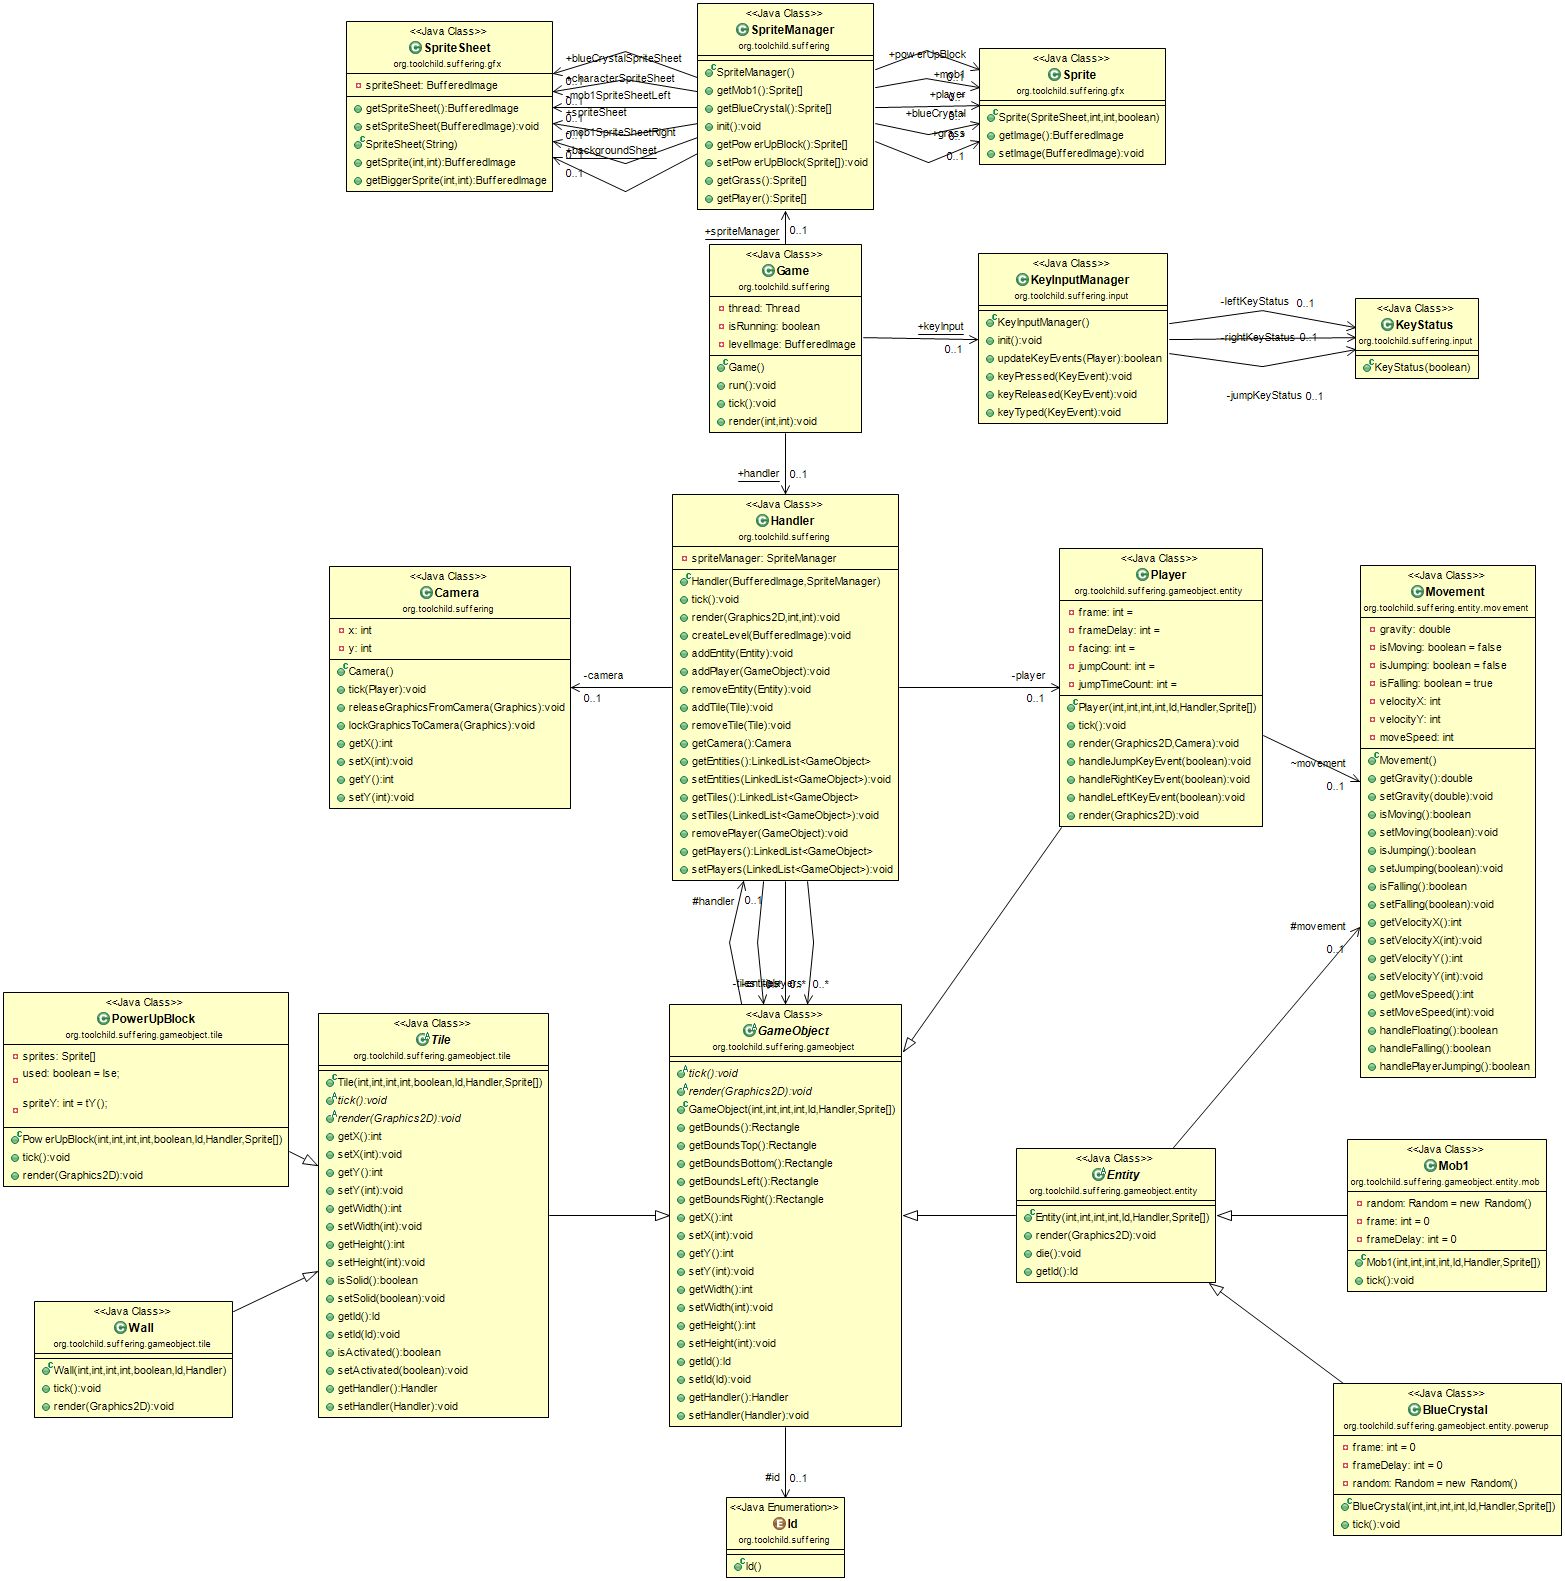 <<Java Class>>
SpriteSheet
org.toolchild.suffering.gfx
spriteSheet: BufferedImage
getSpriteSheet():BufferedImage
setSpriteSheet(BufferedImage):void
SpriteSheet(String)
getSprite(int,int):BufferedImage
getBiggerSprite(int,int):BufferedImage
+blueCrystalSpriteSheet
0..1
+characterSpriteSheet
0..1
-mob1SpriteSheetLeft
0..1
+spriteSheet
0..1
-mob1SpriteSheetRight
0..1
+backgroundSheet
0..1
<<Java Class>>
SpriteManager
org.toolchild.suffering
SpriteManager()
getMob1():Sprite[]
getBlueCrystal():Sprite[]
init():void
getPowerUpBlock():Sprite[]
setPowerUpBlock(Sprite[]):void
getGrass():Sprite[]
getPlayer():Sprite[]
+powerUpBlock
0..1
+mob1
+player
+blueCrystal
+grass
0..1
<<Java Class>>
Sprite
org.toolchild.suffering.gfx
Sprite(SpriteSheet,int,int,boolean)
getImage():BufferedImage
setImage(BufferedImage):void
+spriteManager
0..1
<<Java Class>>
Game
org.toolchild.suffering
thread: Thread
isRunning: boolean
levelImage: BufferedImage
Game()
run():void
tick():void
render(int,int):void
+keyInput
0..1
<<Java Class>>
KeyInputManager
org.toolchild.suffering.input
KeyInputManager()
init():void
updateKeyEvents(Player):boolean
keyPressed(KeyEvent):void
keyReleased(KeyEvent):void
keyTyped(KeyEvent):void
-leftKeyStatus 0..1
-rightKeyStatus 0..1
-jumpKeyStatus 0..1
<<Java Class>>
KeyStatus
org.toolchild.suffering.input
KeyStatus(boolean)
+handler
0..1
<<Java Class>>
Handler
org.toolchild.suffering
spriteManager: SpriteManager
Handler(BufferedImage,SpriteManager)
tick():void
render(Graphics2D,int,int):void
createLevel(BufferedImage):void
addEntity(Entity):void
addPlayer(GameObject):void
removeEntity(Entity):void
addTile(Tile):void
removeTile(Tile):void
getCamera():Camera
getEntities():LinkedList<GameObject>
setEntities(LinkedList<GameObject>):void
getTiles():LinkedList<GameObject>
setTiles(LinkedList<GameObject>):void
removePlayer(GameObject):void
getPlayers():LinkedList<GameObject>
setPlayers(LinkedList<GameObject>):void
<<Java Class>>
Camera
org.toolchild.suffering
x: int
y: int
Camera()
tick(Player):void
releaseGraphicsFromCamera(Graphics):void
lockGraphicsToCamera(Graphics):void
getX():int
setX(int):void
getY():int
setY(int):void
-camera
0..1
-player
0..1
<<Java Class>>
Player
org.toolchild.suffering.gameobject.entity
frame: int =
frameDelay: int =
facing: int =
jumpCount: int =
jumpTimeCount: int =
Player(int,int,int,int,Id,Handler,Sprite[])
tick():void
render(Graphics2D,Camera):void
handleJumpKeyEvent(boolean):void
handleRightKeyEvent(boolean):void
handleLeftKeyEvent(boolean):void
render(Graphics2D):void
~movement
0..1
<<Java Class>>
Movement
org.toolchild.suffering.entity.movement
gravity: double
isMoving: boolean = false
isJumping: boolean = false
isFalling: boolean = true
velocityX: int
velocityY: int
moveSpeed: int
Movement()
getGravity():double
setGravity(double):void
isMoving():boolean
setMoving(boolean):void
isJumping():boolean
setJumping(boolean):void
isFalling():boolean
setFalling(boolean):void
getVelocityX():int
setVelocityX(int):void
getVelocityY():int
setVelocityY(int):void
getMoveSpeed():int
setMoveSpeed(int):void
handleFloating():boolean
handleFalling():boolean
handlePlayerJumping():boolean
#movement
0..1
#handler
0..1
0..*
0..*
<<Java Class>>
PowerUpBlock
org.toolchild.suffering.gameobject.tile
sprites: Sprite[]
used: boolean = lse;
spriteY: int = tY();
PowerUpBlock(int,int,int,int,boolean,Id,Handler,Sprite[])
tick():void
render(Graphics2D):void
<<Java Class>>
Wall
org.toolchild.suffering.gameobject.tile
Wall(int,int,int,int,boolean,Id,Handler)
tick():void
render(Graphics2D):void
<<Java Class>>
Tile
org.toolchild.suffering.gameobject.tile
Tile(int,int,int,int,boolean,Id,Handler,Sprite[])
tick():void
render(Graphics2D):void
getX():int
setX(int):void
getY():int
setY(int):void
getWidth():int
setWidth(int):void
getHeight():int
setHeight(int):void
isSolid():boolean
setSolid(boolean):void
getId():Id
setId(Id):void
isActivated():boolean
setActivated(boolean):void
getHandler():Handler
setHandler(Handler):void
<<Java Class>>
GameObject
org.toolchild.suffering.gameobject
tick():void
render(Graphics2D):void
GameObject(int,int,int,int,Id,Handler,Sprite[])
getBounds():Rectangle
getBoundsTop():Rectangle
getBoundsBottom():Rectangle
getBoundsLeft():Rectangle
getBoundsRight():Rectangle
getX():int
setX(int):void
getY():int
setY(int):void
getWidth():int
setWidth(int):void
getHeight():int
setHeight(int):void
getId():Id
setId(Id):void
getHandler():Handler
setHandler(Handler):void
<<Java Class>>
Entity
org.toolchild.suffering.gameobject.entity
Entity(int,int,int,int,Id,Handler,Sprite[])
render(Graphics2D):void
die():void
getId():Id
<<Java Class>>
Mob1
org.toolchild.suffering.gameobject.entity.mob
random: Random = new Random()
frame: int = 0
frameDelay: int = 0
Mob1(int,int,int,int,Id,Handler,Sprite[])
tick():void
<<Java Class>>
BlueCrystal
org.toolchild.suffering.gameobject.entity.powerup
frame: int = 0
frameDelay: int = 0
random: Random = new Random()
BlueCrystal(int,int,int,int,Id,Handler,Sprite[])
tick():void
#id
0..1
<<Java Enumeration>>
Id
org.toolchild.suffering
Id()